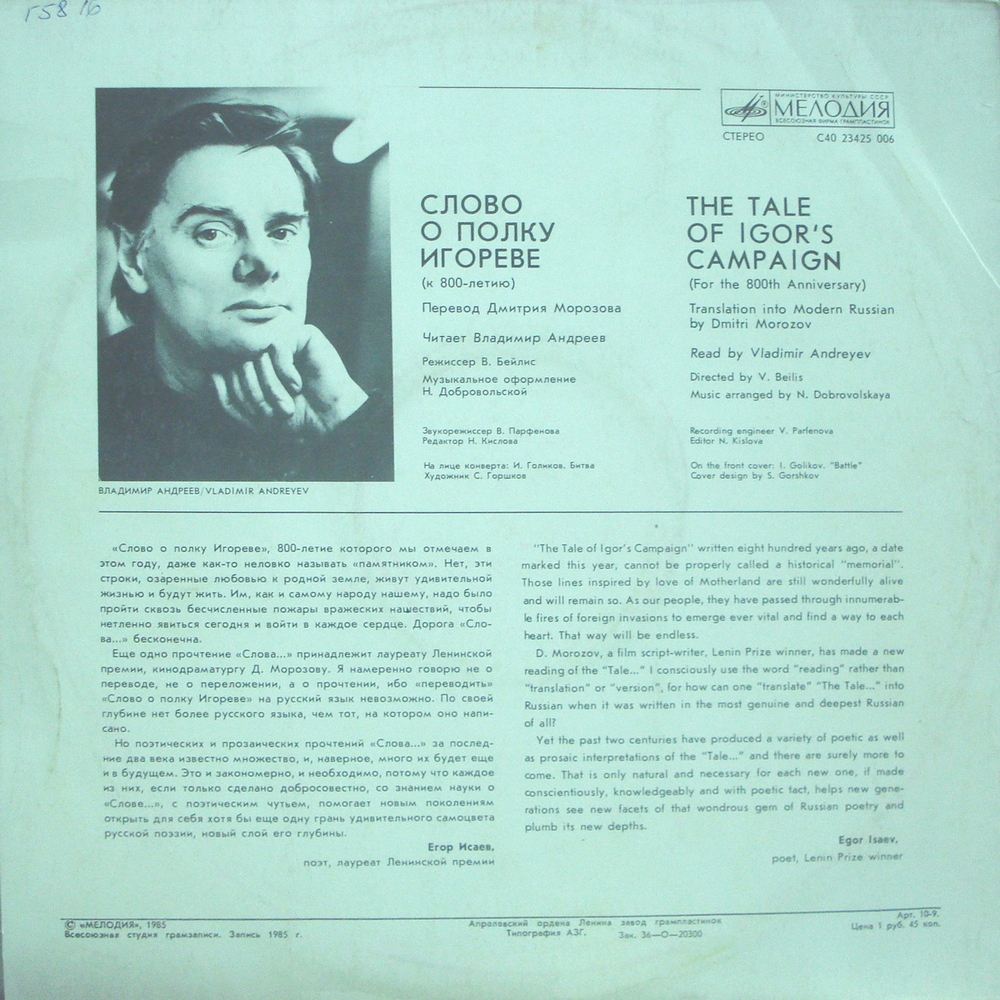 Г58 16
МИНИСТЕРСТВО КУЛЬТУРЫ СССР
МЕЛОДИЯ
ВСЕСОЮЗНАЯ ФИРМА ГРАМПЛАСТИНОК
СТЕРЕО С40 23425 006
СЛОВО
О ПОЛКУ
ИГОРЕВЕ
(к 800-летию)
Перевод Дмитрия Морозова
Читает Владимир Андреев
Режиссер В. Бейлис
Музыкальное оформление
Н. Добровольской
Звукорежиссер В. Парфенова
Редактор Н. Кислова
На лице конверта: И. Голиков. Битва
Художник С. Горшков
THE TALE
OF IGOR'S
CAMPAIGN
(For the 800th Anniversary)
Translation into Modern Russian
by Dmitri Morozov
Read by Vladimir Andreyev
Directed by V. Beilis
Music arranged by N. Dobrovolskaya
Recording engineer V. Parfenova
Editor N. Kislova
On the front cover: I. Golikov. "Battle"
Cover design by S. Gorshkov
ВЛАДИМИР АНДРЕЕВ/VLADIMIR ANDREYEV
«Слово о полку Игореве», 800-летие которого мы отмечаем в
этом году, даже как-то неловко называть «памятником». Нет, эти
строки, озаренные любовью к родной земле, живут удивительной
жизнью и будут жить. Им, как и самому народу нашему, надо было
пройти сквозь бесчисленные пожары вражеских нашествий, чтобы
нетленно явиться сегодня и войти в каждое сердце. Дорога «Сло-
ва...» бесконечна.
Еще одно прочтение «Слова...» принадлежит лауреату Ленинской
премии, кинодраматургу Д. Морозову. Я намеренно говорю не о
переводе, не о переложении, а о прочтении, ибо «переводить»
«Слово о полку Игореве» на русский язык невозможно. По своей
глубине нет более русского языка, чем тот, на котором оно напи-
сано.
Но поэтических и прозаических прочтений «Слова...» за послед-
ние два века известно множество, и, наверное, много их будет еще
и в будущем. Это и закономерно, и необходимо, потому что каждое
из них, если только сделано добросовестно, со знанием науки о
«Слове...», с поэтическим чутьем, помогает новым поколениям
открыть для себя хотя бы еще одну грань удивительного самоцвета
русской поэзии, новый слой его глубины.
Егор Исаев,
поэт, лауреат Ленинской премии
"The Tale of Igor's Campaign" written eight hundred years ago, a date
marked this year, cannot be properly called a historical "memorial".
Those lines inspired by love of Motherland are still wonderfully alive
and will remain so. As our people, they have passed through innumerab-
le fires of foreign invasions to emerge ever vital and find a way to each
heart. That way will be endless.
D. Morozov, a film script-writer, Lenin Prize winner, has made a new
reading of the "Tale..." I consciously use the word "reading" rather than
"translation" or "version", for how can one "translate" "The Tale..." into
Russian when it was written in the most genuine and deepest Russian
of all?
Yet the past two centuries have produced a variety of poetic as well
as prosaic interpretations of the "Tale..." and there are surely more to
come. That is only natural and necessary for each new one, if made
conscientiously, knowledgeably and with poetic fact, helps new gene-
rations see new facets of that wondrous gem of Russian poetry and
plumb its new depths.
Egor Isaev,
poet, Lenin Prize winner
© «МЕЛОДИЯ», 1985
Всесоюзная студия грамзаписи. Запись 1985 г.
Апрелевский ордена Ленина завод грампластинок
Типография АЗГ. Зак. 36—О—20300
Арт. 10-9.
Цена 1 руб. 45 коп.